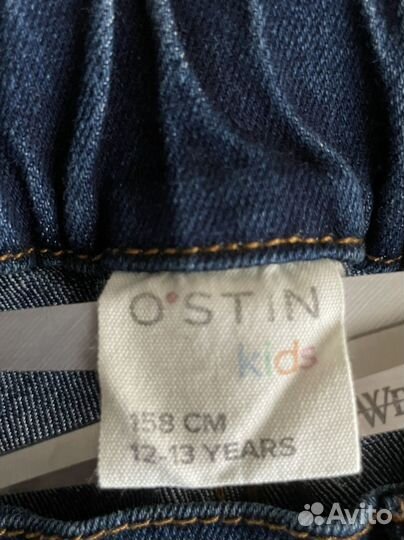 O'STIN
kids
158 CM
12-13 YEARS
Avito